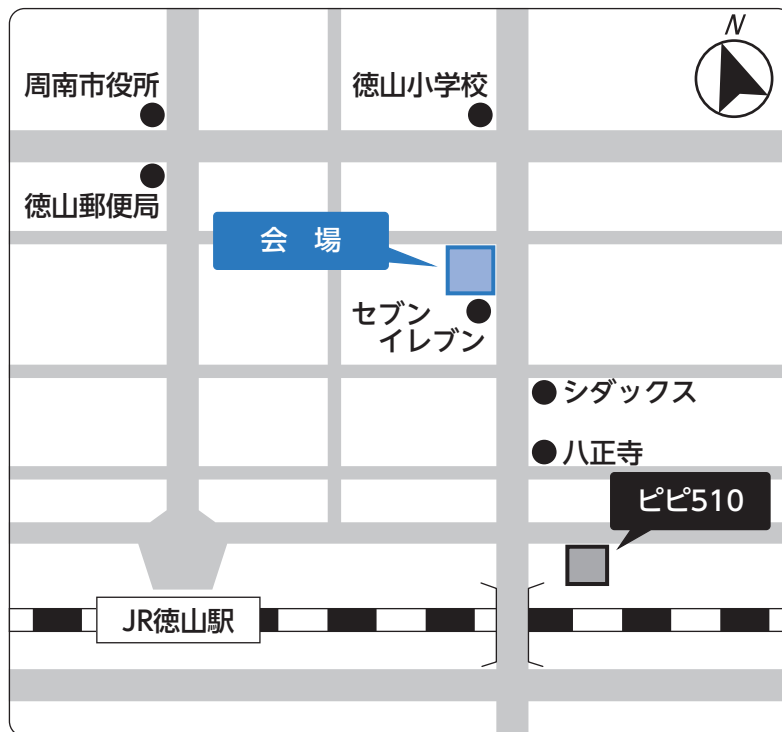 N
周南市役所
徳山小学校
徳山郵便局
会　場
セブン
イレブン
シダックス
八正寺
ピピ510
JR徳山駅